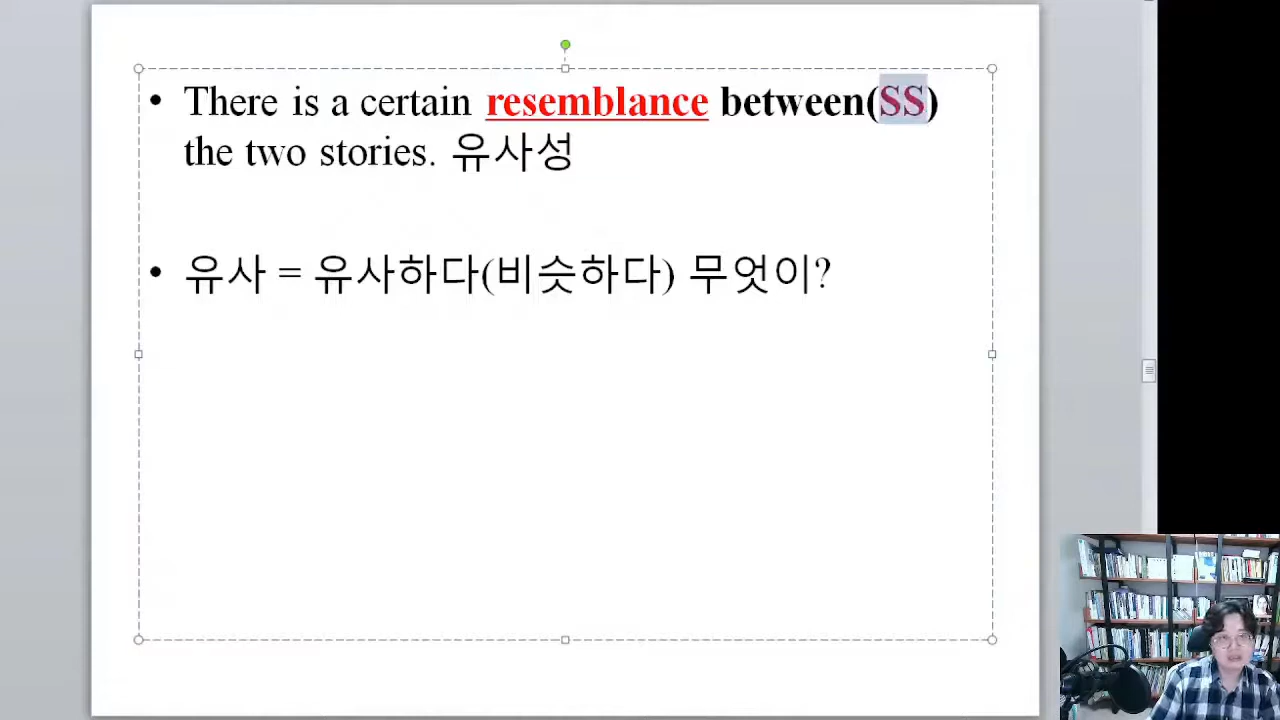 • There is a certain resemblance between(SS)
the two stories. 유사성
• 유사 = 유사하다(비슷하다) 무엇이?